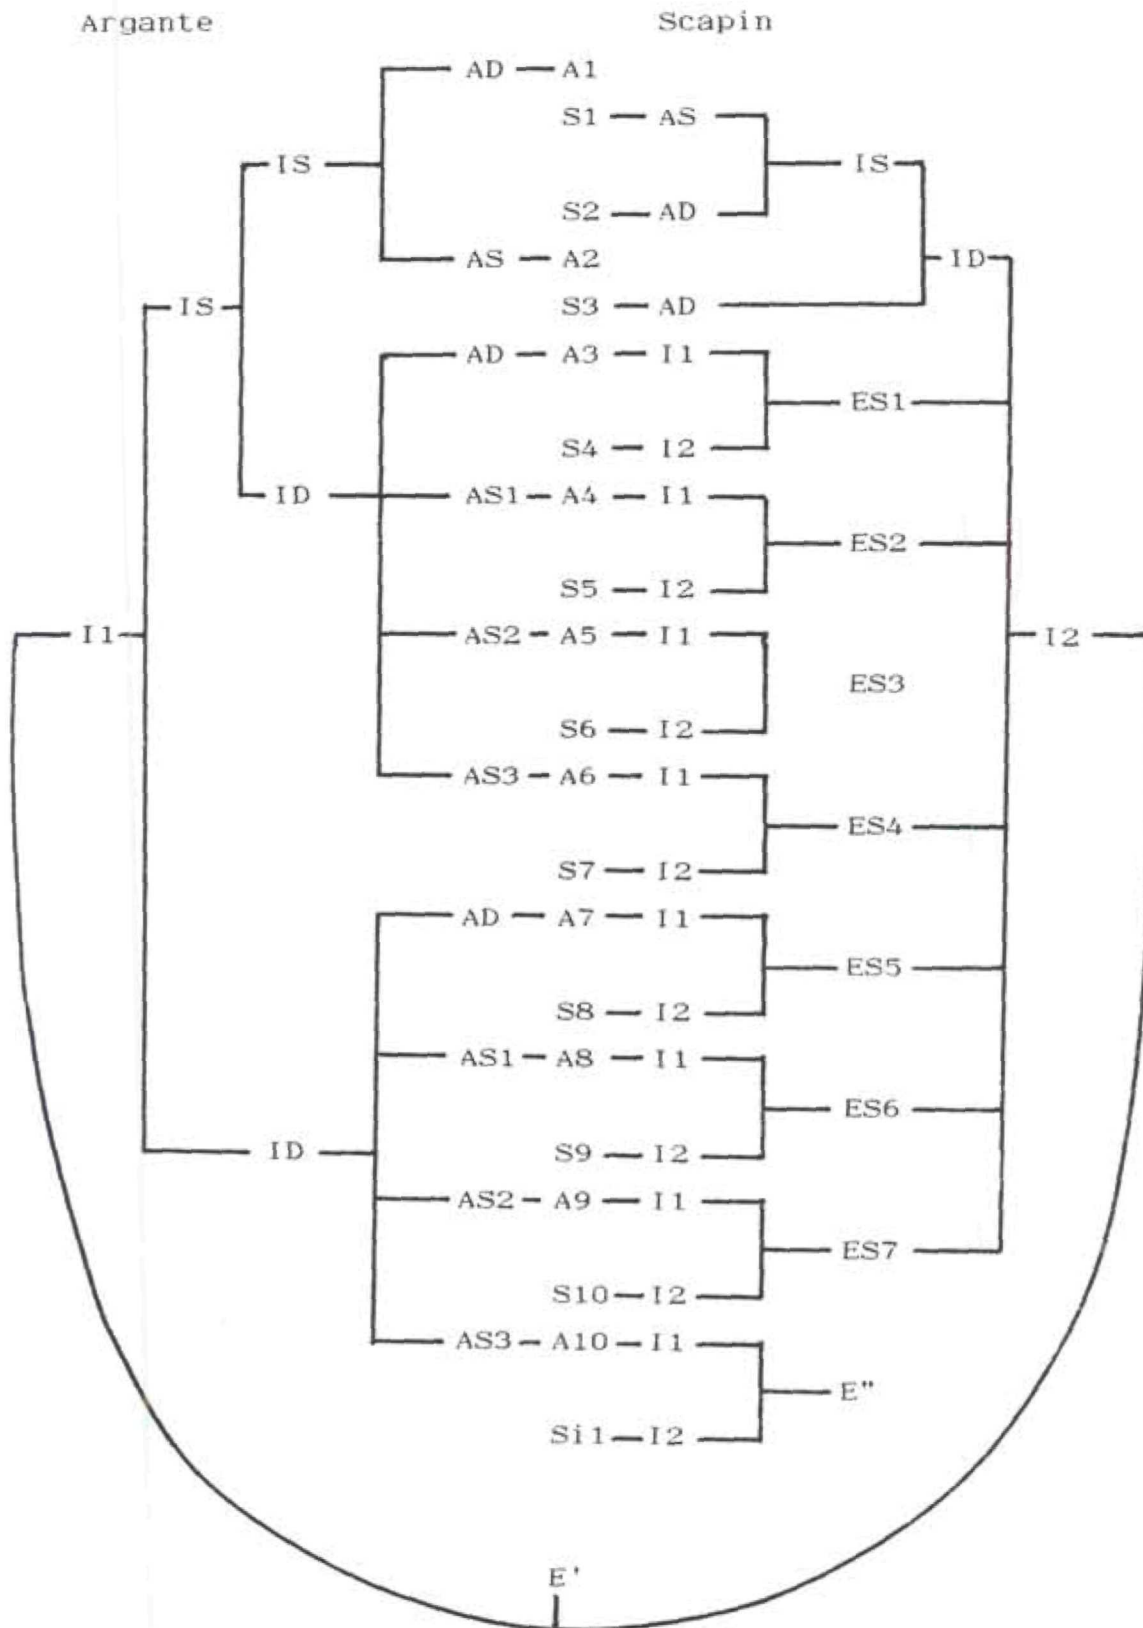 Argante Scapin
AD A1
S1 AS
IS IS
S2 AD
AS A2 ID
IS S3 AD
AD A3 I1
ES1
S4 I2
ID AS1 A4 I1
ES2
S5 I2
I1 AS2 A5 I1 I2
ES3
S6 I2
AS3 A6 I1
ES4
S7 I2
AD A7 I1
ES5
S8 I2
AS1 A8 I1
ES6
ID S9 I2
AS2 A9 I1
ES7
S10 I2
AS3 A10 I1
E"
Si1 I2
E'